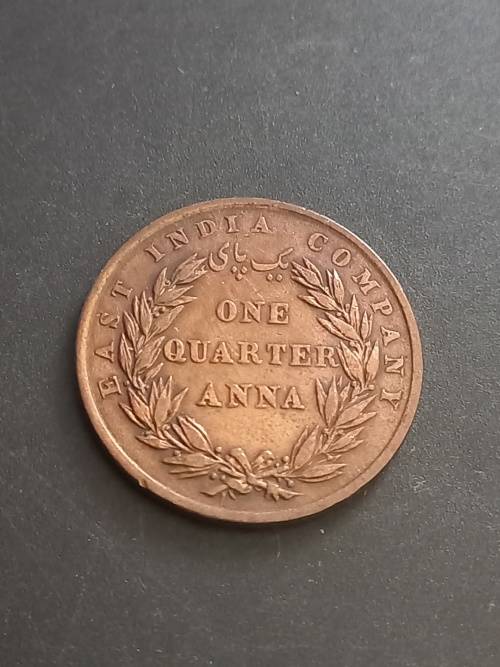 EAST INDIA COMPANY
یک پای
ONE
QUARTER
ANNA